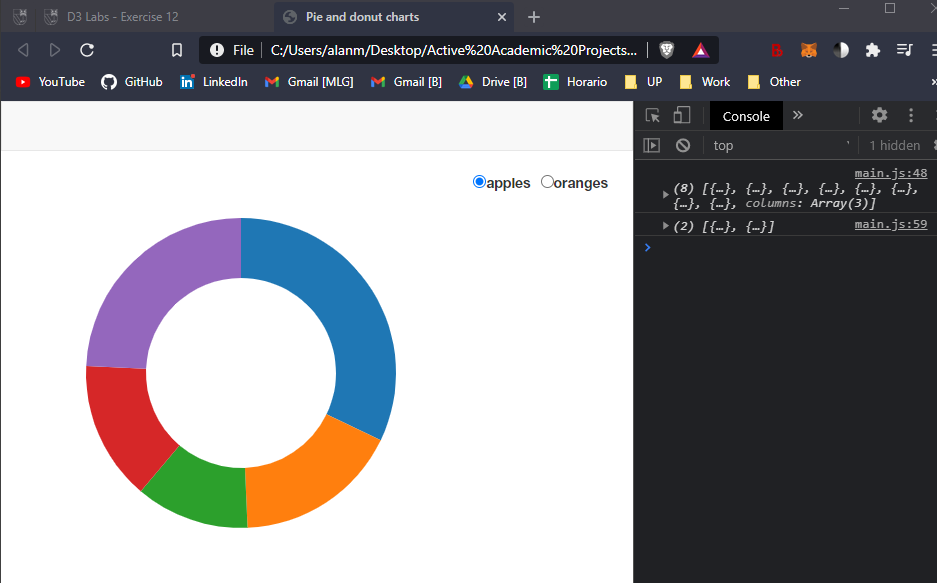 D3 Labs - Exercise 12
Pie and donut charts
File
C:/Users/alanm/Desktop/Active%20Academic%20Projects...
YouTube GitHub LinkedIn Gmail [MLG] Gmail [B] Drive [B] Horario UP Work Other »
Console »
top 1 hidden
apples oranges
main.js:48
(8) [{…}, {…}, {…}, {…}, {…}, {…},
{…}, {…}, columns: Array(3)]
(2) [{…}, {…}] main.js:59